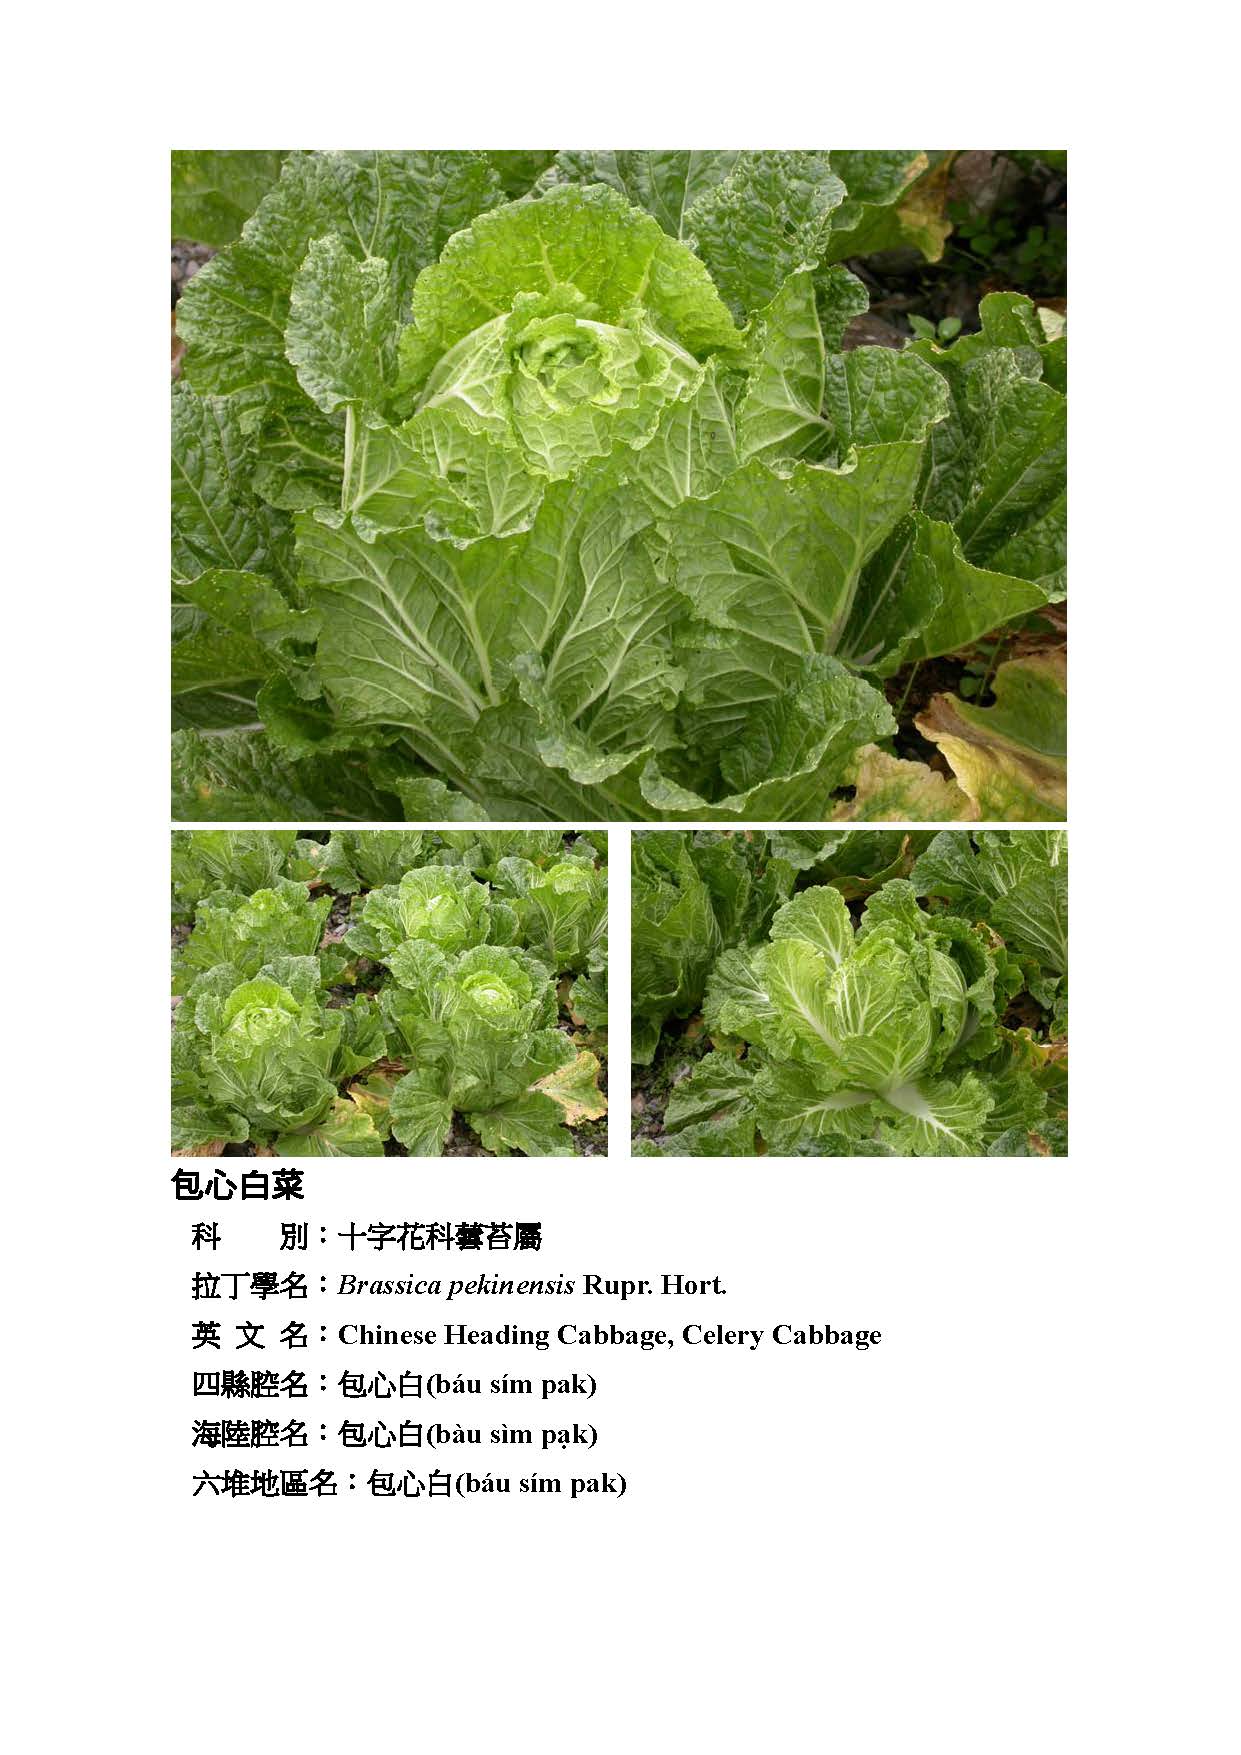 包心白菜
科　　別：十字花科蕓苔屬
拉丁學名：Brassica pekinensis Rupr. Hort.
英 文 名：Chinese Heading Cabbage, Celery Cabbage
四縣腔名：包心白(báu sím pak)
海陸腔名：包心白(bàu sìm pa̩k)
六堆地區名：包心白(báu sím pak)